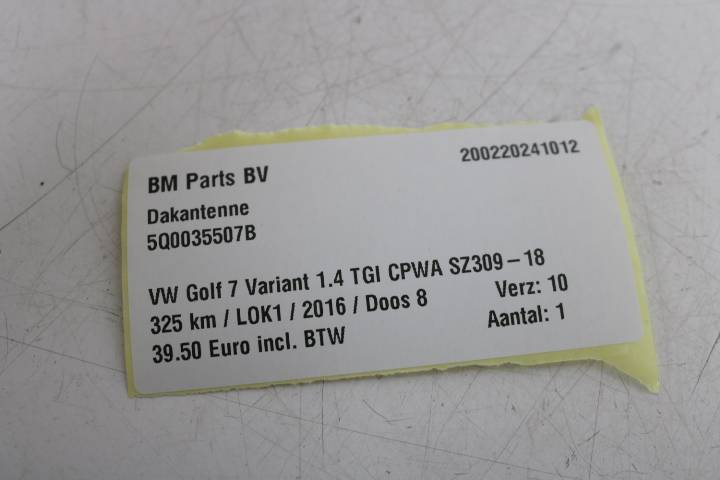 BM Parts BV
200220241012
Dakantenne
5Q0035507B
VW Golf 7 Variant 1.4 TGI CPWA SZ309-18
325 km / LOK1 / 2016 / Doos 8
Verz: 10
39.50 Euro incl. BTW
Aantal: 1